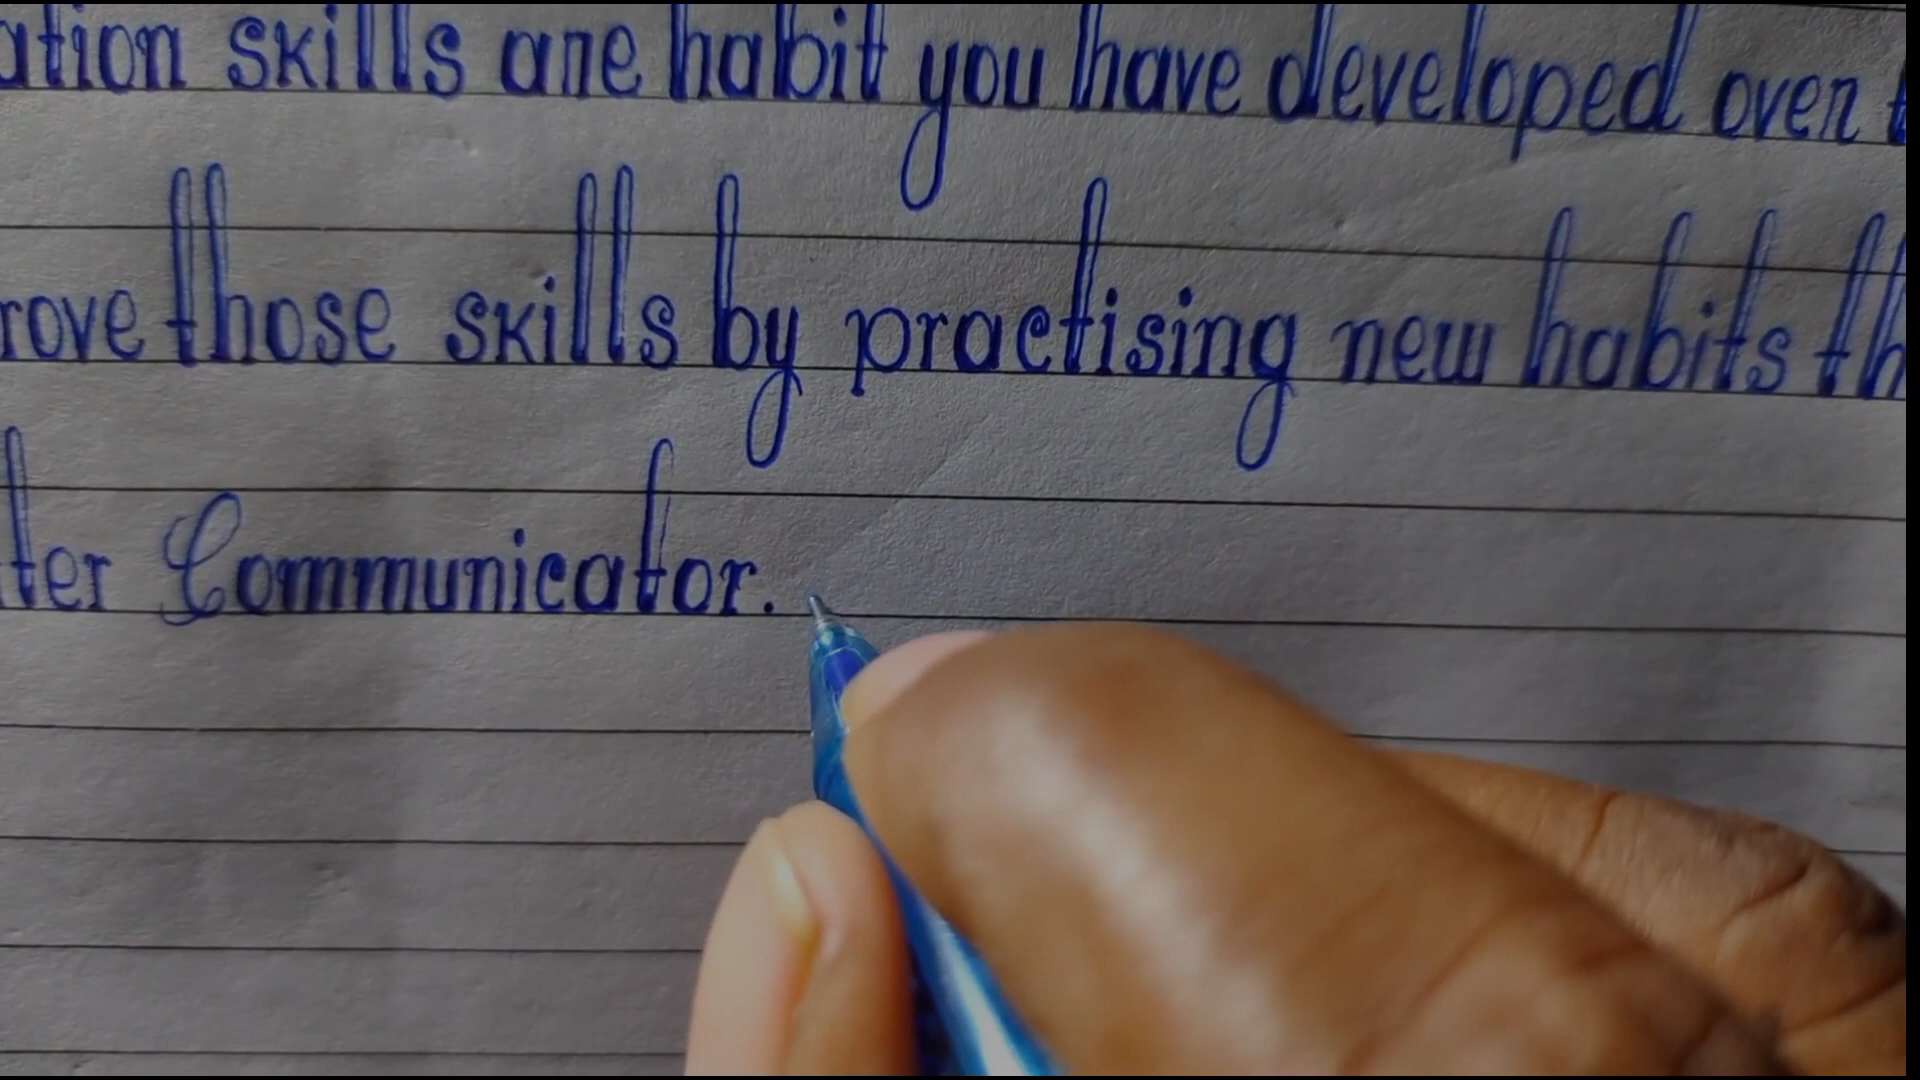 ation skills are habit you have developed over t
rove those skills by practising new habits th
ter Communicator.